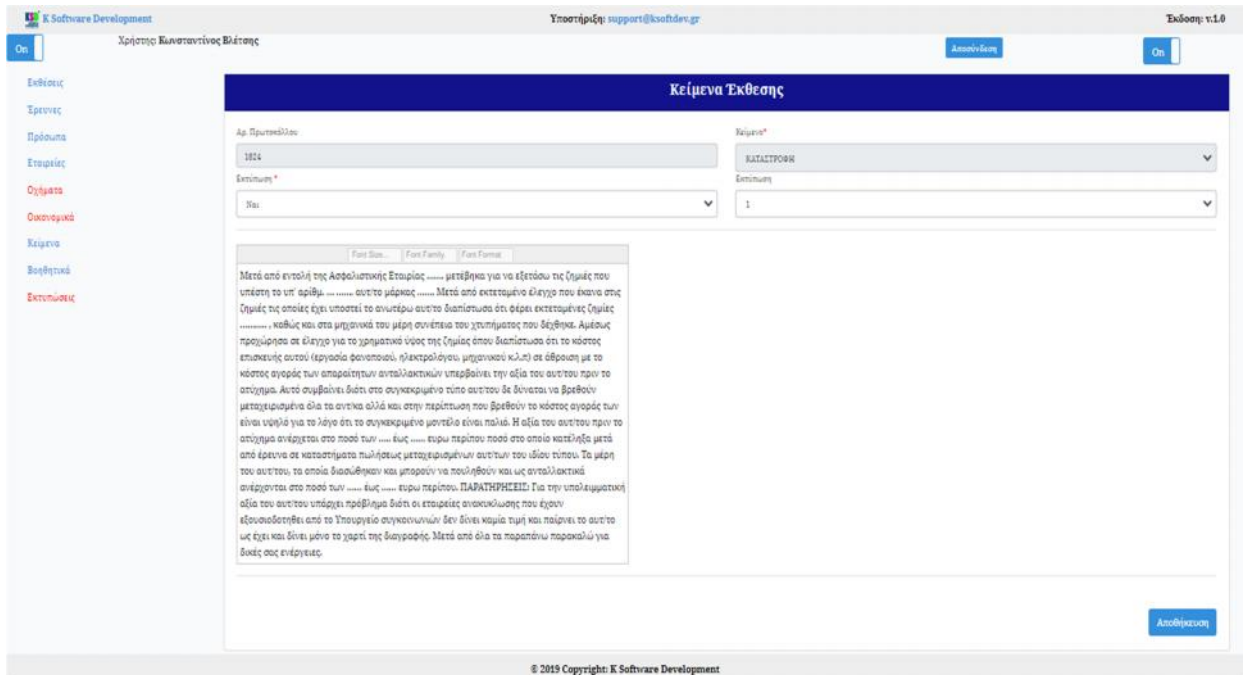 K Software Development Υποστήριξη: support@ksoftdev.gr Έκδοση: v.1.0
On Χρήστης: Κωνσταντίνος Βλέτσης Αποσύνδεση On
Εκθέσεις
Κείμενα Έκθεσης
Έρευνες
Πρόσωπα
Αρ. Πρωτοκόλλου Κείμενο*
Εταιρείες
1824 ΚΑΤΑΣΤΡΟΦΗ
Εκτύπωση * Εκτύπωση
Οχήματα
Ναι 1
Οικονομικά
Κείμενα
Βοηθητικά
Εκτυπώσεις
Font Size... Font Family. Font Format
Μετά από εντολή της Ασφαλιστικής Εταιρίας ....... μετέβηκα για να εξετάσω τις ζημιές που
υπέστη το υπ' αρίθμ. ... ......... αυτ/το μάρκας ....... Μετά από εκτεταμένο έλεγχο που έκανα στις
ζημιές τις οποίες έχει υποστεί το ανωτέρω αυτ/το διαπίστωσα ότι φέρει εκτεταμένες ζημίες
........... , καθώς και στα μηχανικά του μέρη συνέπεια του χτυπήματος που δέχθηκε. Αμέσως
προχώρησα σε έλεγχο για το χρηματικό ύψος της ζημίας όπου διαπίστωσα ότι το κόστος
επισκευής αυτού (εργασία φανοποιού, ηλεκτρολόγου, μηχανικού κ.λ.π) σε άθροιση με το
κόστος αγοράς των απαραίτητων ανταλλακτικών υπερβαίνει την αξία του αυτ/του πριν το
ατύχημα. Αυτό συμβαίνει διότι στο συγκεκριμένο τύπο αυτ/του δε δύναται να βρεθούν
μεταχειρισμένα όλα τα αντ/κα αλλά και στην περίπτωση που βρεθούν το κόστος αγοράς των
είναι υψηλό για το λόγο ότι το συγκεκριμένο μοντέλο είναι παλιό. Η αξία του αυτ/του πριν το
ατύχημα ανέρχεται στο ποσό των ..... έως ...... ευρω περίπου ποσό στο οποίο κατέληξα μετά
από έρευνα σε καταστήματα πωλήσεως μεταχειρισμένων αυτ/των του ιδίου τύπου. Τα μέρη
του αυτ/του, τα οποία διασώθηκαν και μπορούν να πουληθούν και ως ανταλλακτικά
ανέρχονται στο ποσό των ...... έως ...... ευρω περίπου. ΠΑΡΑΤΗΡΗΣΕΙΣ: Για την υπολειμματική
αξία του αυτ/του υπάρχει πρόβλημα διότι οι εταιρείες ανακυκλωσης που έχουν
εξουσιοδοτηθει από το Υπουργείο συγκοινωνιών δεν δίνει καμία τιμή και παίρνει το αυτ/το
ως έχει και δίνει μόνο το χαρτί της διαγραφής. Μετά από όλα τα παραπάνω παρακαλώ για
δικές σας ενέργειες.
Αποθήκευση
© 2019 Copyright: K Software Development